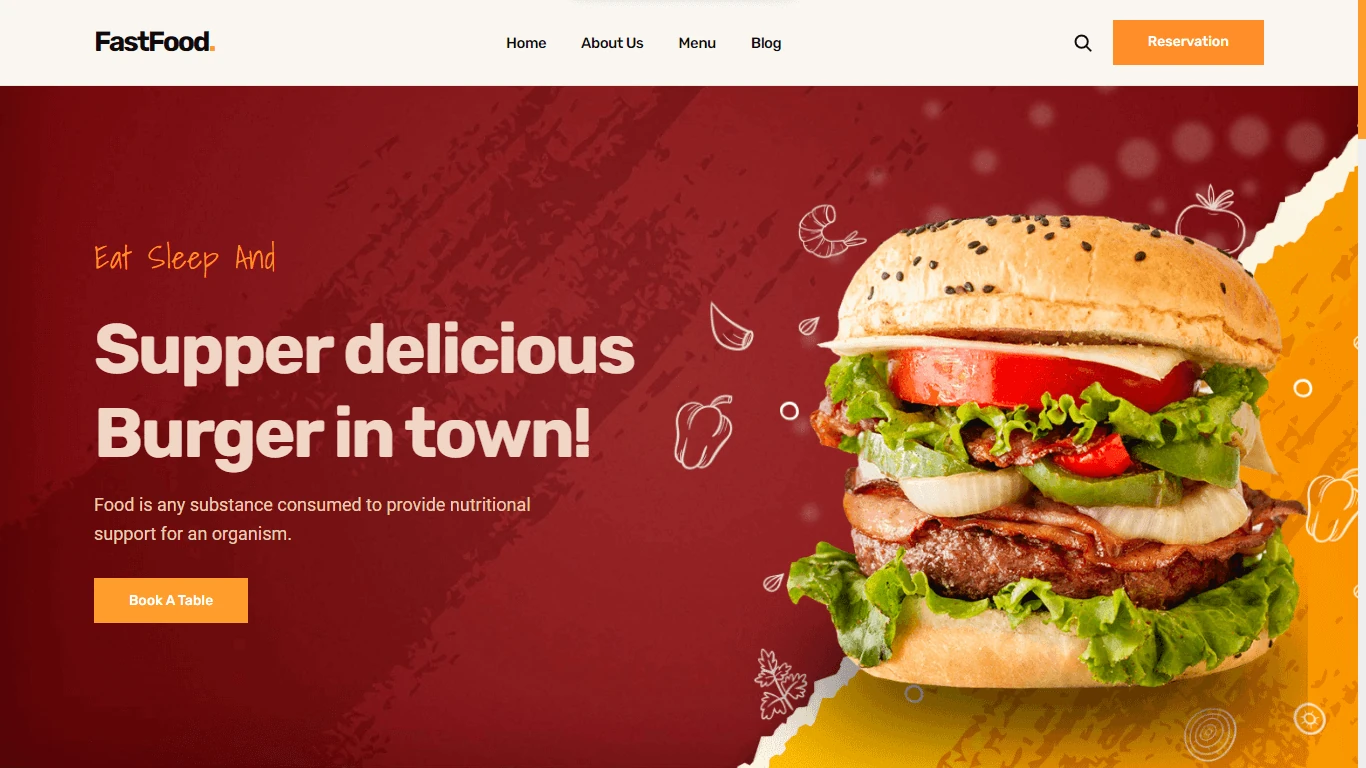 FastFood.
Home About Us Menu Blog
Reservation
Eat Sleep And
Supper delicious
Burger in town!
Food is any substance consumed to provide nutritional
support for an organism.
Book A Table